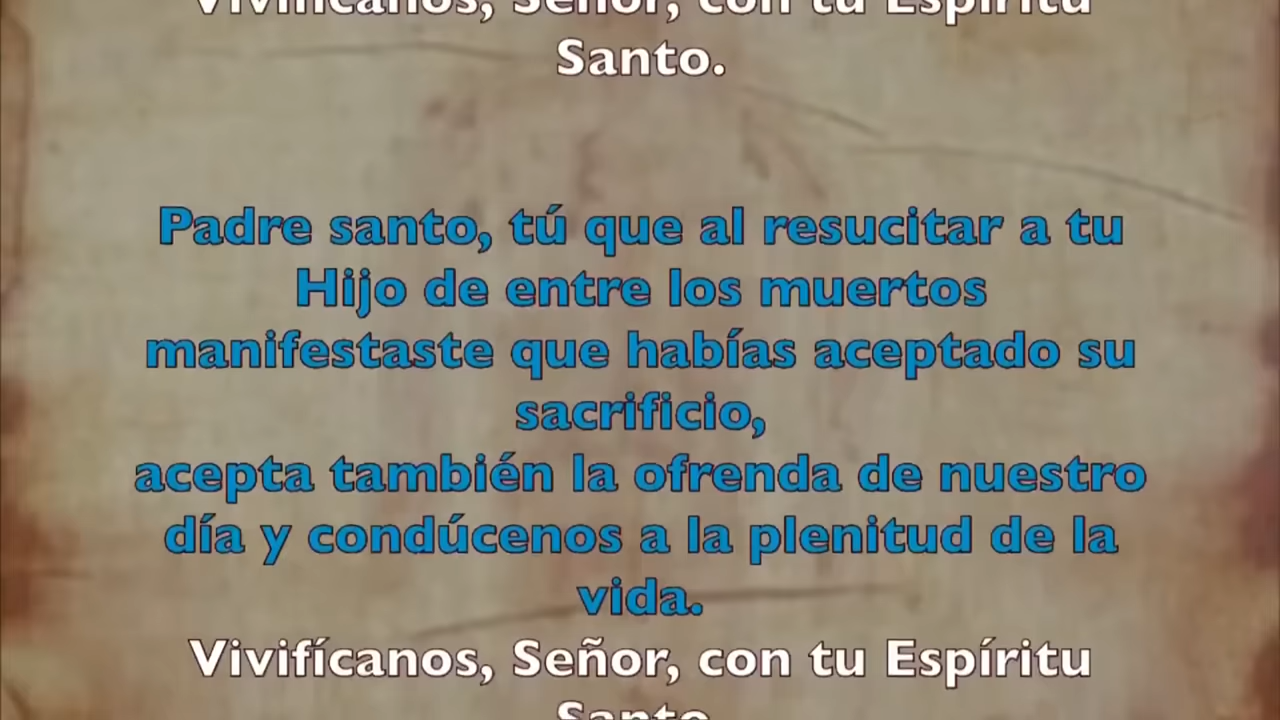 Vivifícanos, Señor, con tu Espíritu
Santo.
Padre santo, tú que al resucitar a tu
Hijo de entre los muertos
manifestaste que habías aceptado su
sacrificio,
acepta también la ofrenda de nuestro
día y condúcenos a la plenitud de la
vida.
Vivifícanos, Señor, con tu Espíritu
Santo.